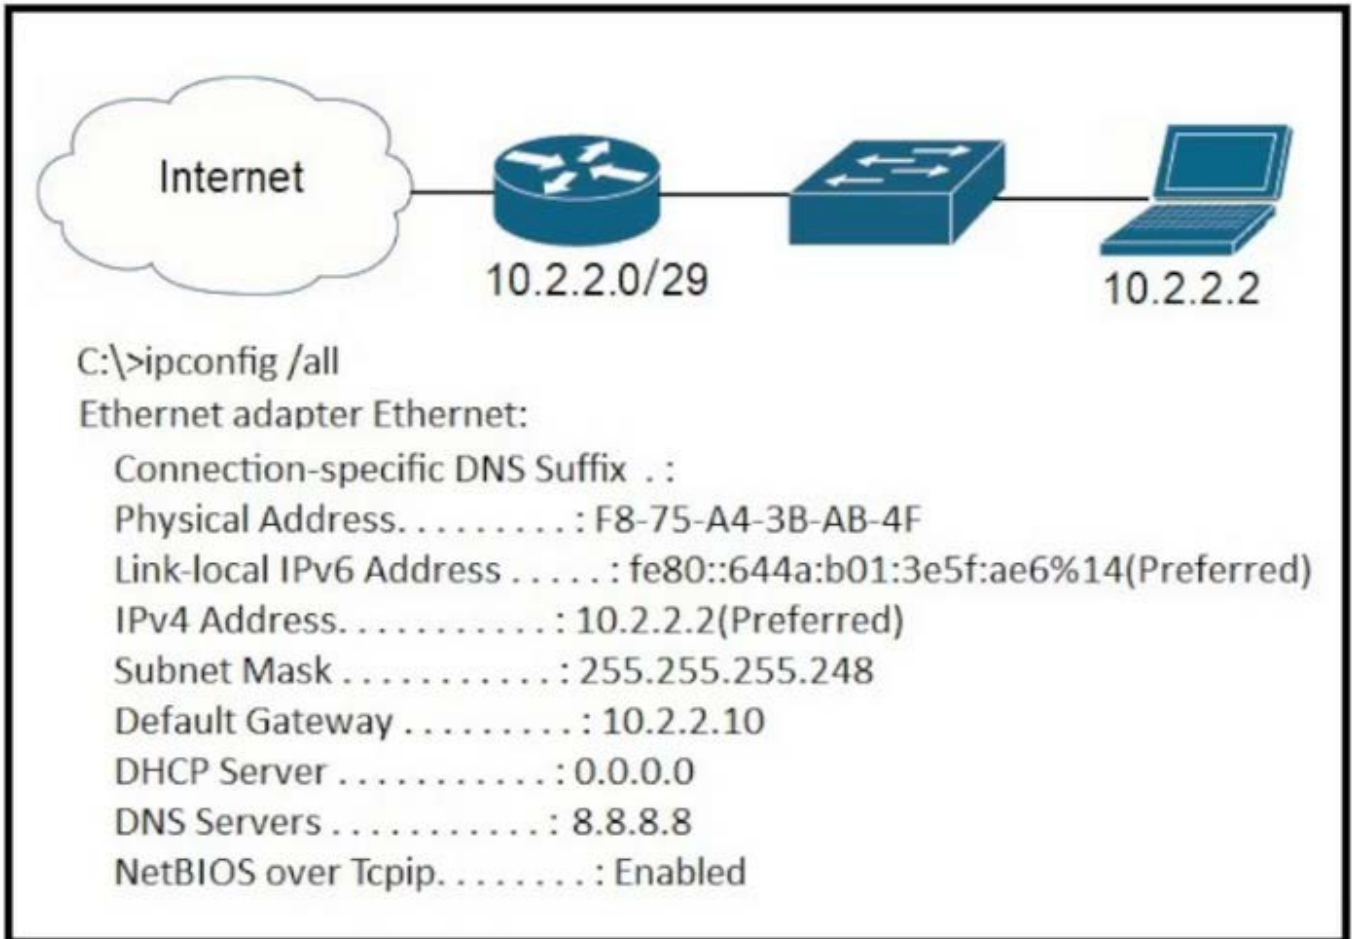 Internet
10.2.2.0/29
10.2.2.2
C:\>ipconfig /all
Ethernet adapter Ethernet:
Connection-specific DNS Suffix . :
Physical Address. . . . . . . . . : F8-75-A4-3B-AB-4F
Link-local IPv6 Address . . . . . : fe80::644a:b01:3e5f:ae6%14(Preferred)
IPv4 Address. . . . . . . . . . . : 10.2.2.2(Preferred)
Subnet Mask . . . . . . . . . . . : 255.255.255.248
Default Gateway . . . . . . . . . : 10.2.2.10
DHCP Server . . . . . . . . . . . : 0.0.0.0
DNS Servers . . . . . . . . . . . : 8.8.8.8
NetBIOS over Tcpip. . . . . . . . : Enabled